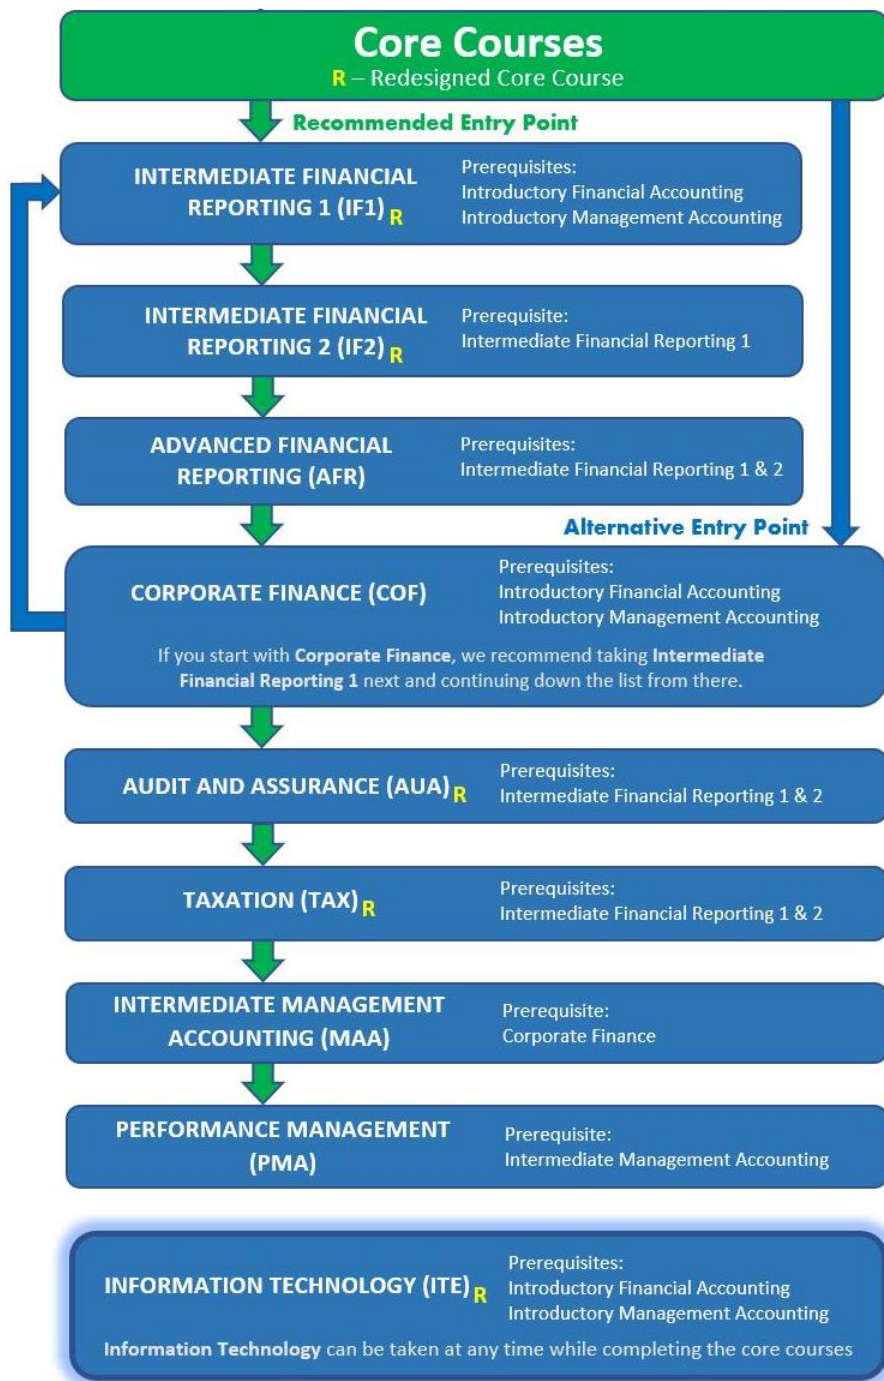 Core Courses
R – Redesigned Core Course
Recommended Entry Point
INTERMEDIATE FINANCIAL
REPORTING 1 (IF1) R
Prerequisites:
Introductory Financial Accounting
Introductory Management Accounting
INTERMEDIATE FINANCIAL
REPORTING 2 (IF2) R
Prerequisite:
Intermediate Financial Reporting 1
ADVANCED FINANCIAL
REPORTING (AFR)
Prerequisites:
Intermediate Financial Reporting 1 & 2
Alternative Entry Point
CORPORATE FINANCE (COF)
Prerequisites:
Introductory Financial Accounting
Introductory Management Accounting
If you start with Corporate Finance, we recommend taking Intermediate
Financial Reporting 1 next and continuing down the list from there.
AUDIT AND ASSURANCE (AUA) R
Prerequisites:
Intermediate Financial Reporting 1 & 2
TAXATION (TAX) R
Prerequisites:
Intermediate Financial Reporting 1 & 2
INTERMEDIATE MANAGEMENT
ACCOUNTING (MAA)
Prerequisite:
Corporate Finance
PERFORMANCE MANAGEMENT
(PMA)
Prerequisite:
Intermediate Management Accounting
INFORMATION TECHNOLOGY (ITE) R
Prerequisites:
Introductory Financial Accounting
Introductory Management Accounting
Information Technology can be taken at any time while completing the core courses